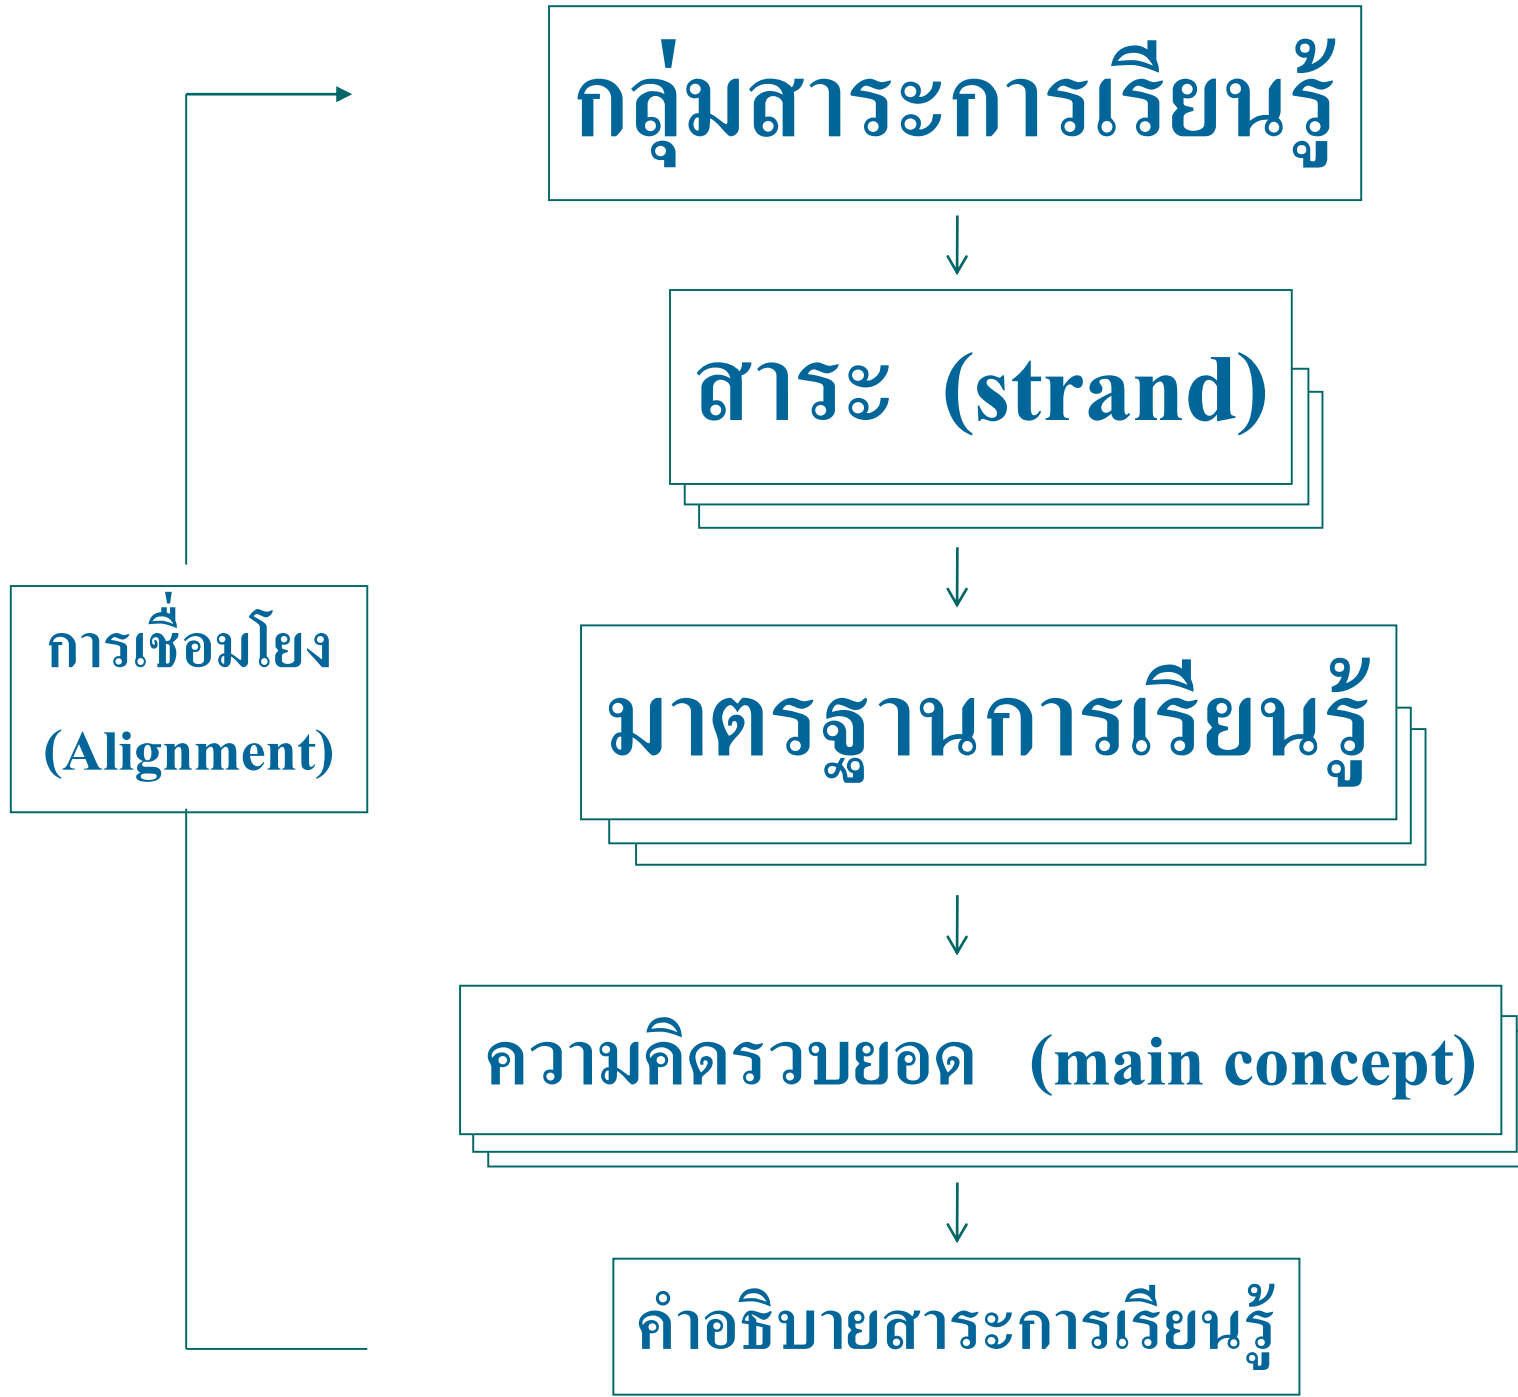 กลุ่มสาระการเรียนรู้
สาระ (strand)
การเชื่อมโยง
(Alignment)
มาตรฐานการเรียนรู้
ความคิดรวบยอด (main concept)
คำอธิบายสาระการเรียนรู้